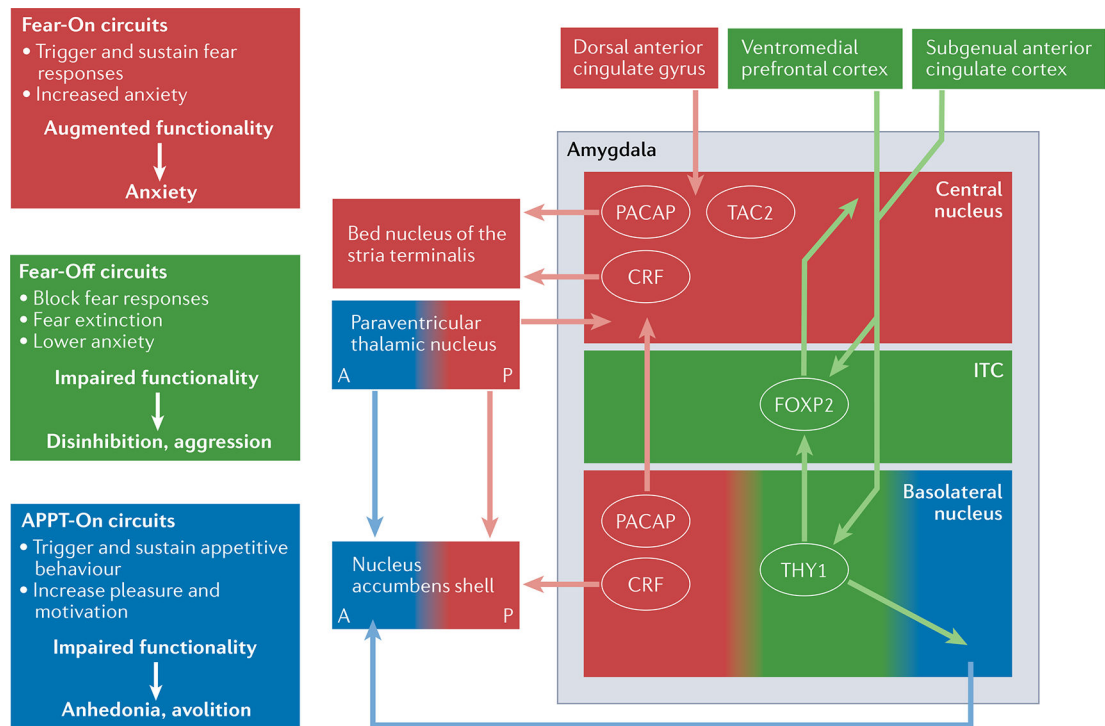 Fear-On circuits
• Trigger and sustain fear
responses
• Increased anxiety
Augmented functionality
Anxiety
Fear-Off circuits
• Block fear responses
• Fear extinction
• Lower anxiety
Impaired functionality
Disinhibition, aggression
APPT-On circuits
• Trigger and sustain appetitive
behaviour
• Increase pleasure and
motivation
Impaired functionality
Anhedonia, avolition
Dorsal anterior
cingulate gyrus
Ventromedial
prefrontal cortex
Subgenual anterior
cingulate cortex
Amygdala
Central
nucleus
PACAP
TAC2
CRF
Bed nucleus of the
stria terminalis
Paraventricular
thalamic nucleus
A
P
ITC
FOXP2
Basolateral
nucleus
PACAP
CRF
THY1
Nucleus
accumbens shell
A
P